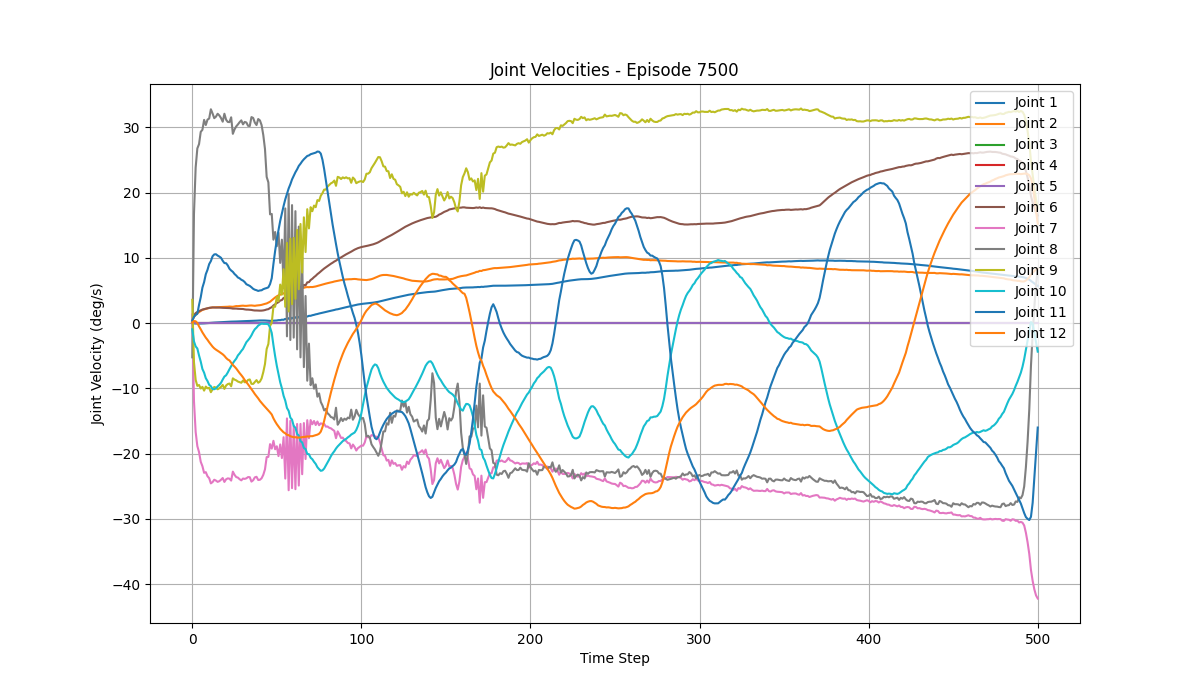 Joint Velocities - Episode 7500
Joint Velocity (deg/s)
30
20
10
0
−10
−20
−30
−40
Joint 1
Joint 2
Joint 3
Joint 4
Joint 5
Joint 6
Joint 7
Joint 8
Joint 9
Joint 10
Joint 11
Joint 12
0 100 200 300 400 500
Time Step